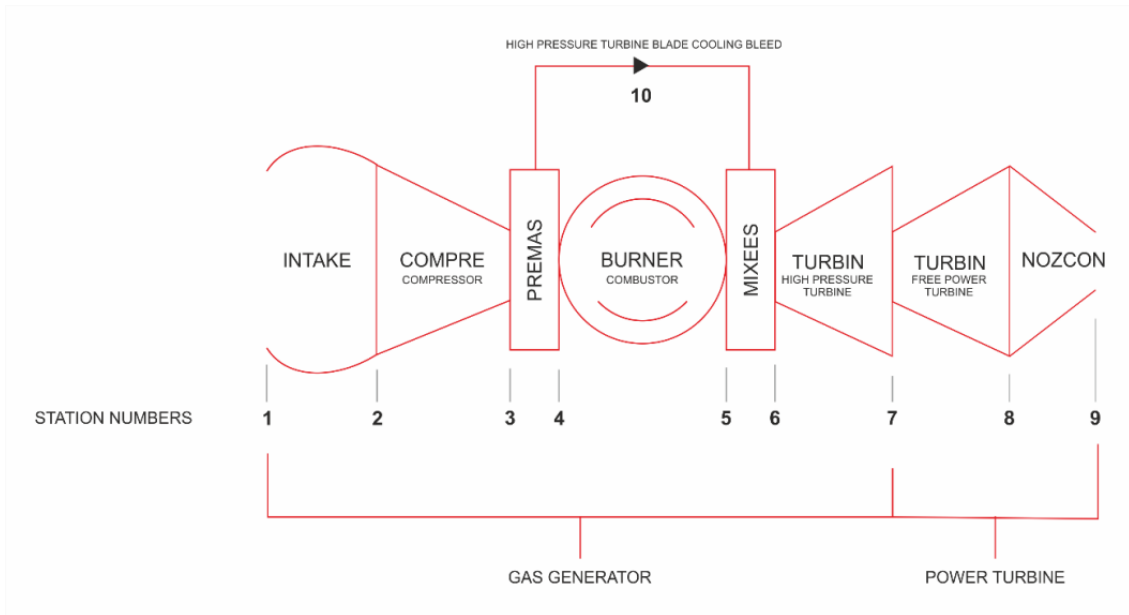 HIGH PRESSURE TURBINE BLADE COOLING BLEED
10
INTAKE
COMPRE
COMPRESSOR
PREMAS
BURNER
COMBUSTOR
MIXEES
TURBIN
HIGH PRESSURE
TURBINE
TURBIN
FREE POWER
TURBINE
NOZCON
STATION NUMBERS 1 2 3 4 5 6 7 8 9
GAS GENERATOR
POWER TURBINE